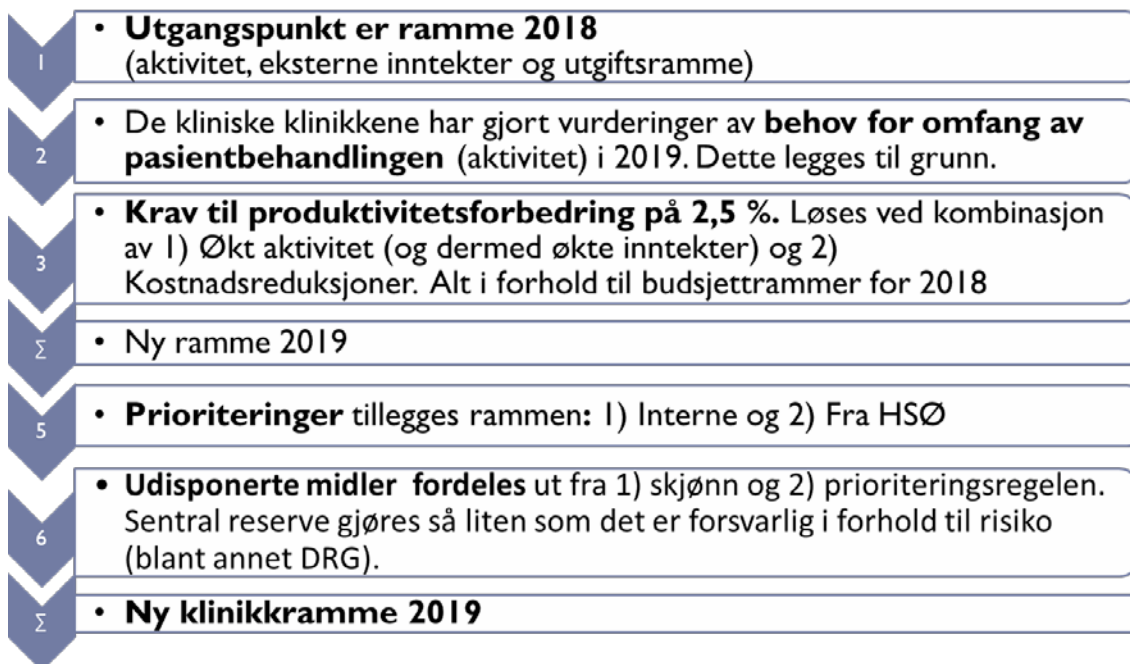 1
• Utgangspunkt er ramme 2018
(aktivitet, eksterne inntekter og utgiftsramme)
2
• De kliniske klinikkene har gjort vurderinger av behov for omfang av
pasientbehandlingen (aktivitet) i 2019. Dette legges til grunn.
3
• Krav til produktivitetsforbedring på 2,5 %. Løses ved kombinasjon
av 1) Økt aktivitet (og dermed økte inntekter) og 2)
Kostnadsreduksjoner. Alt i forhold til budsjettrammer for 2018
Σ
• Ny ramme 2019
5
• Prioriteringer tillegges rammen: 1) Interne og 2) Fra HSØ
6
• Udisponerte midler fordeles ut fra 1) skjønn og 2) prioriteringsregelen.
Sentral reserve gjøres så liten som det er forsvarlig i forhold til risiko
(blant annet DRG).
Σ
• Ny klinikkramme 2019